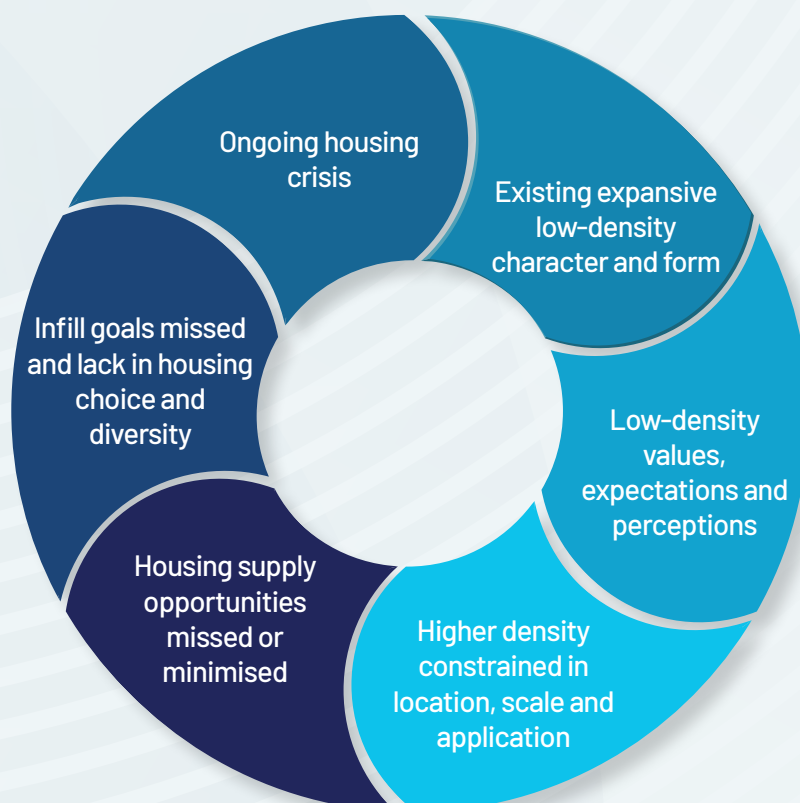 Ongoing housing
crisis
Existing expansive
low-density
character and form
Low-density
values,
expectations and
perceptions
Higher density
constrained in
location, scale and
application
Housing supply
opportunities
missed or
minimised
Infill goals missed
and lack in housing
choice and
diversity